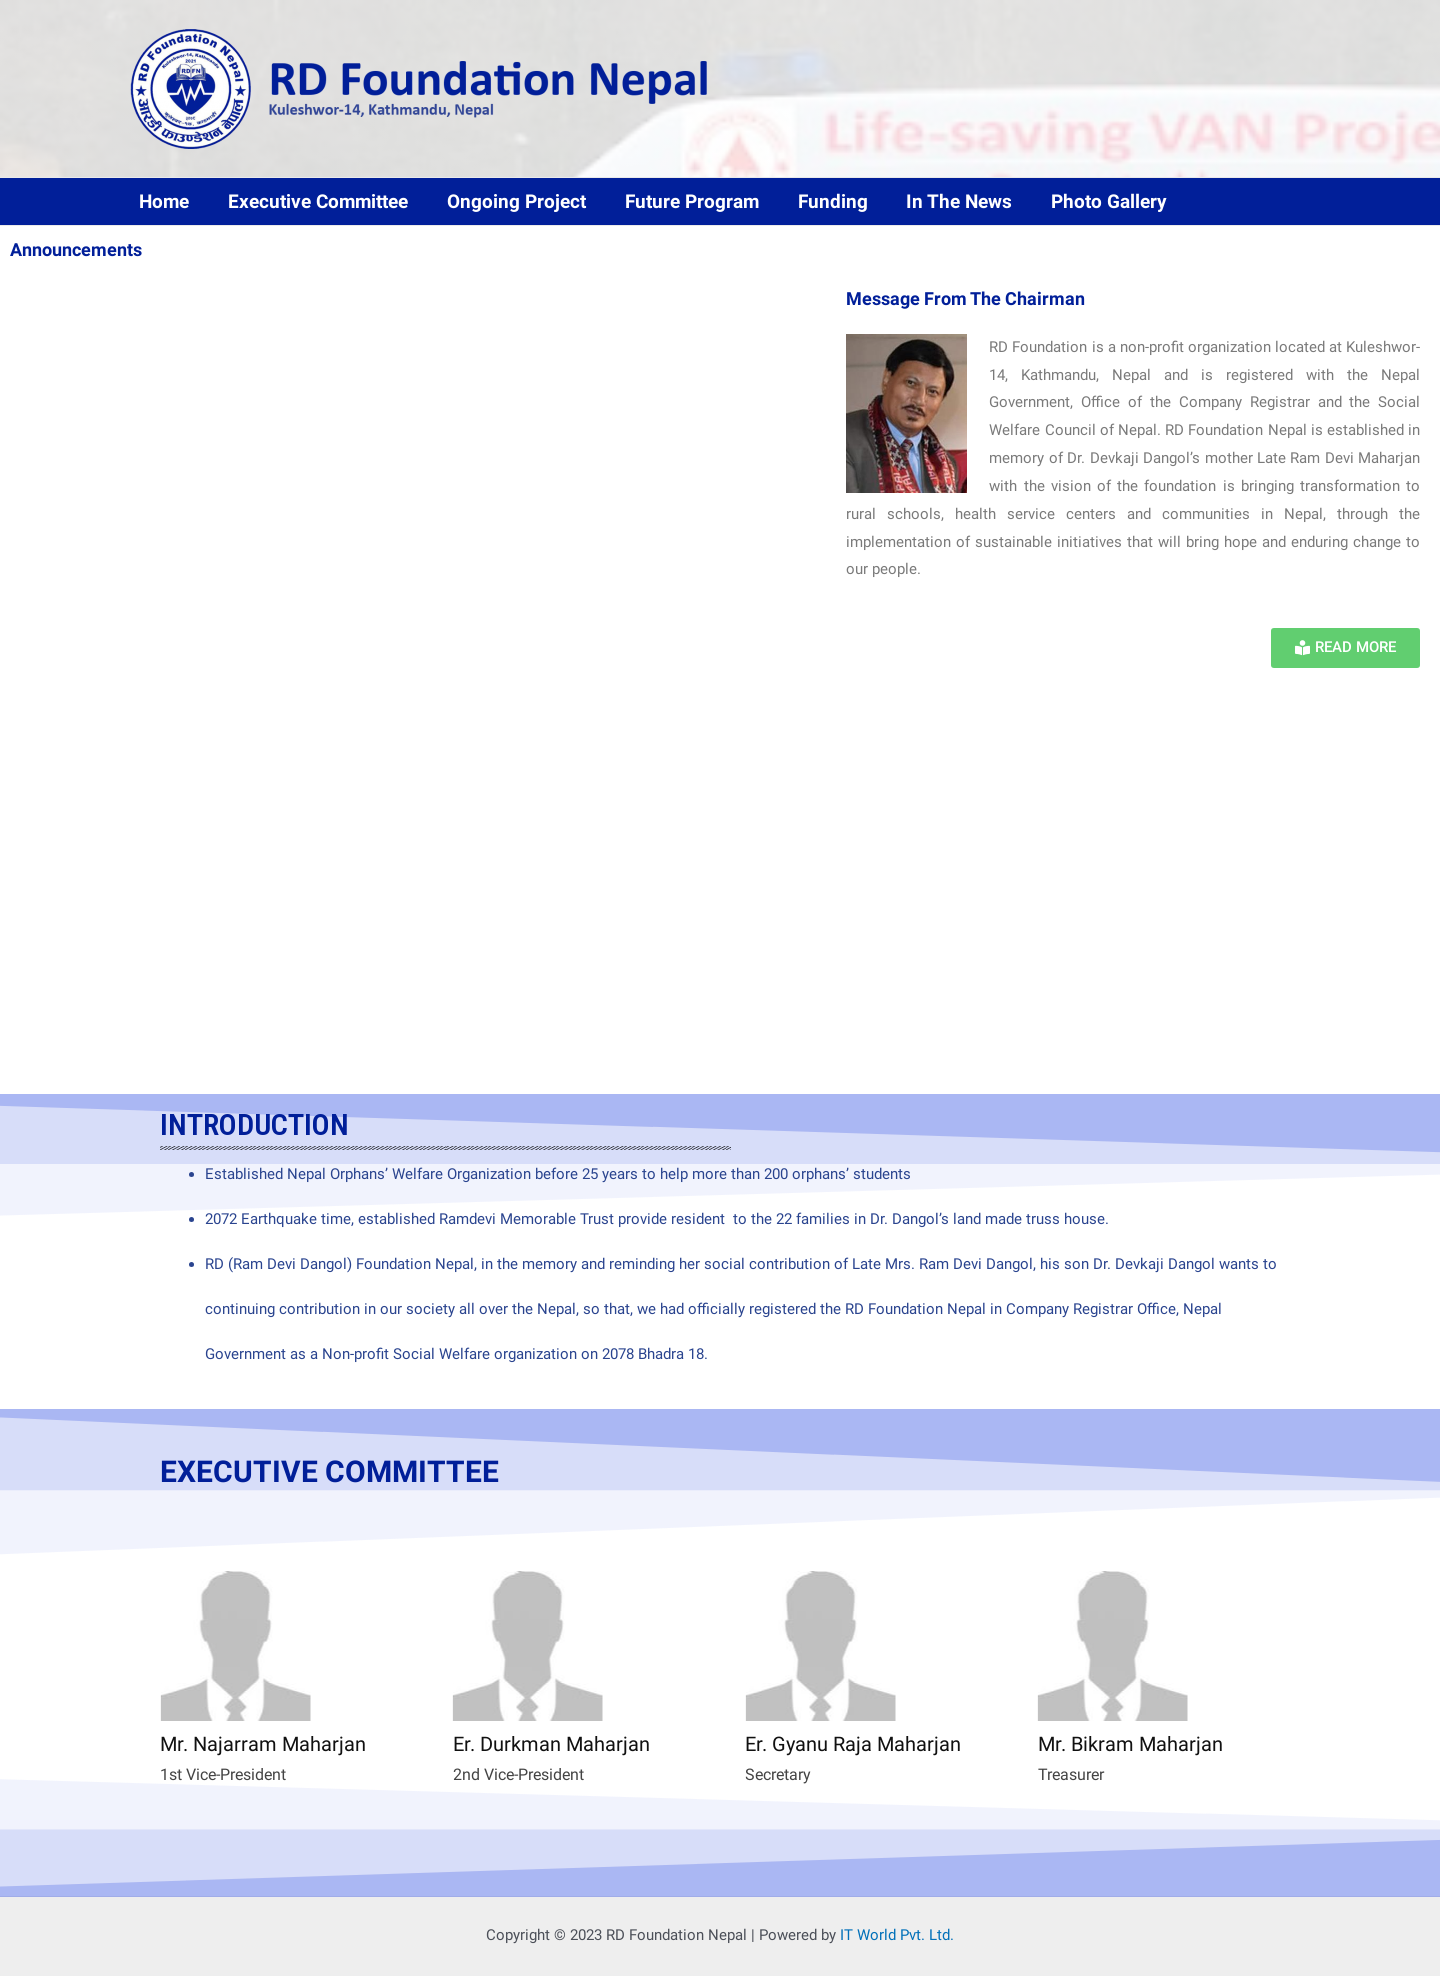 RD Foundation Nepal
Kuleshwor-14, Kathmandu
2021
RDFN
आरडी फाउण्डेशन नेपाल
RD Foundation Nepal
Kuleshwor-14, Kathmandu, Nepal
Life-saving VAN Proje
Home Executive Committee Ongoing Project Future Program Funding In The News Photo Gallery
Announcements
Message From The Chairman
RD Foundation is a non-profit organization located at Kuleshwor-
14, Kathmandu, Nepal and is registered with the Nepal
Government, Office of the Company Registrar and the Social
Welfare Council of Nepal. RD Foundation Nepal is established in
memory of Dr. Devkaji Dangol’s mother Late Ram Devi Maharjan
with the vision of the foundation is bringing transformation to
rural schools, health service centers and communities in Nepal, through the
implementation of sustainable initiatives that will bring hope and enduring change to
our people.
READ MORE
INTRODUCTION
• Established Nepal Orphans’ Welfare Organization before 25 years to help more than 200 orphans’ students
• 2072 Earthquake time, established Ramdevi Memorable Trust provide resident  to the 22 families in Dr. Dangol’s land made truss house.
• RD (Ram Devi Dangol) Foundation Nepal, in the memory and reminding her social contribution of Late Mrs. Ram Devi Dangol, his son Dr. Devkaji Dangol wants to
continuing contribution in our society all over the Nepal, so that, we had officially registered the RD Foundation Nepal in Company Registrar Office, Nepal
Government as a Non-profit Social Welfare organization on 2078 Bhadra 18.
EXECUTIVE COMMITTEE
Mr. Najarram Maharjan
1st Vice-President
Er. Durkman Maharjan
2nd Vice-President
Er. Gyanu Raja Maharjan
Secretary
Mr. Bikram Maharjan
Treasurer
Copyright © 2023 RD Foundation Nepal | Powered by IT World Pvt. Ltd.